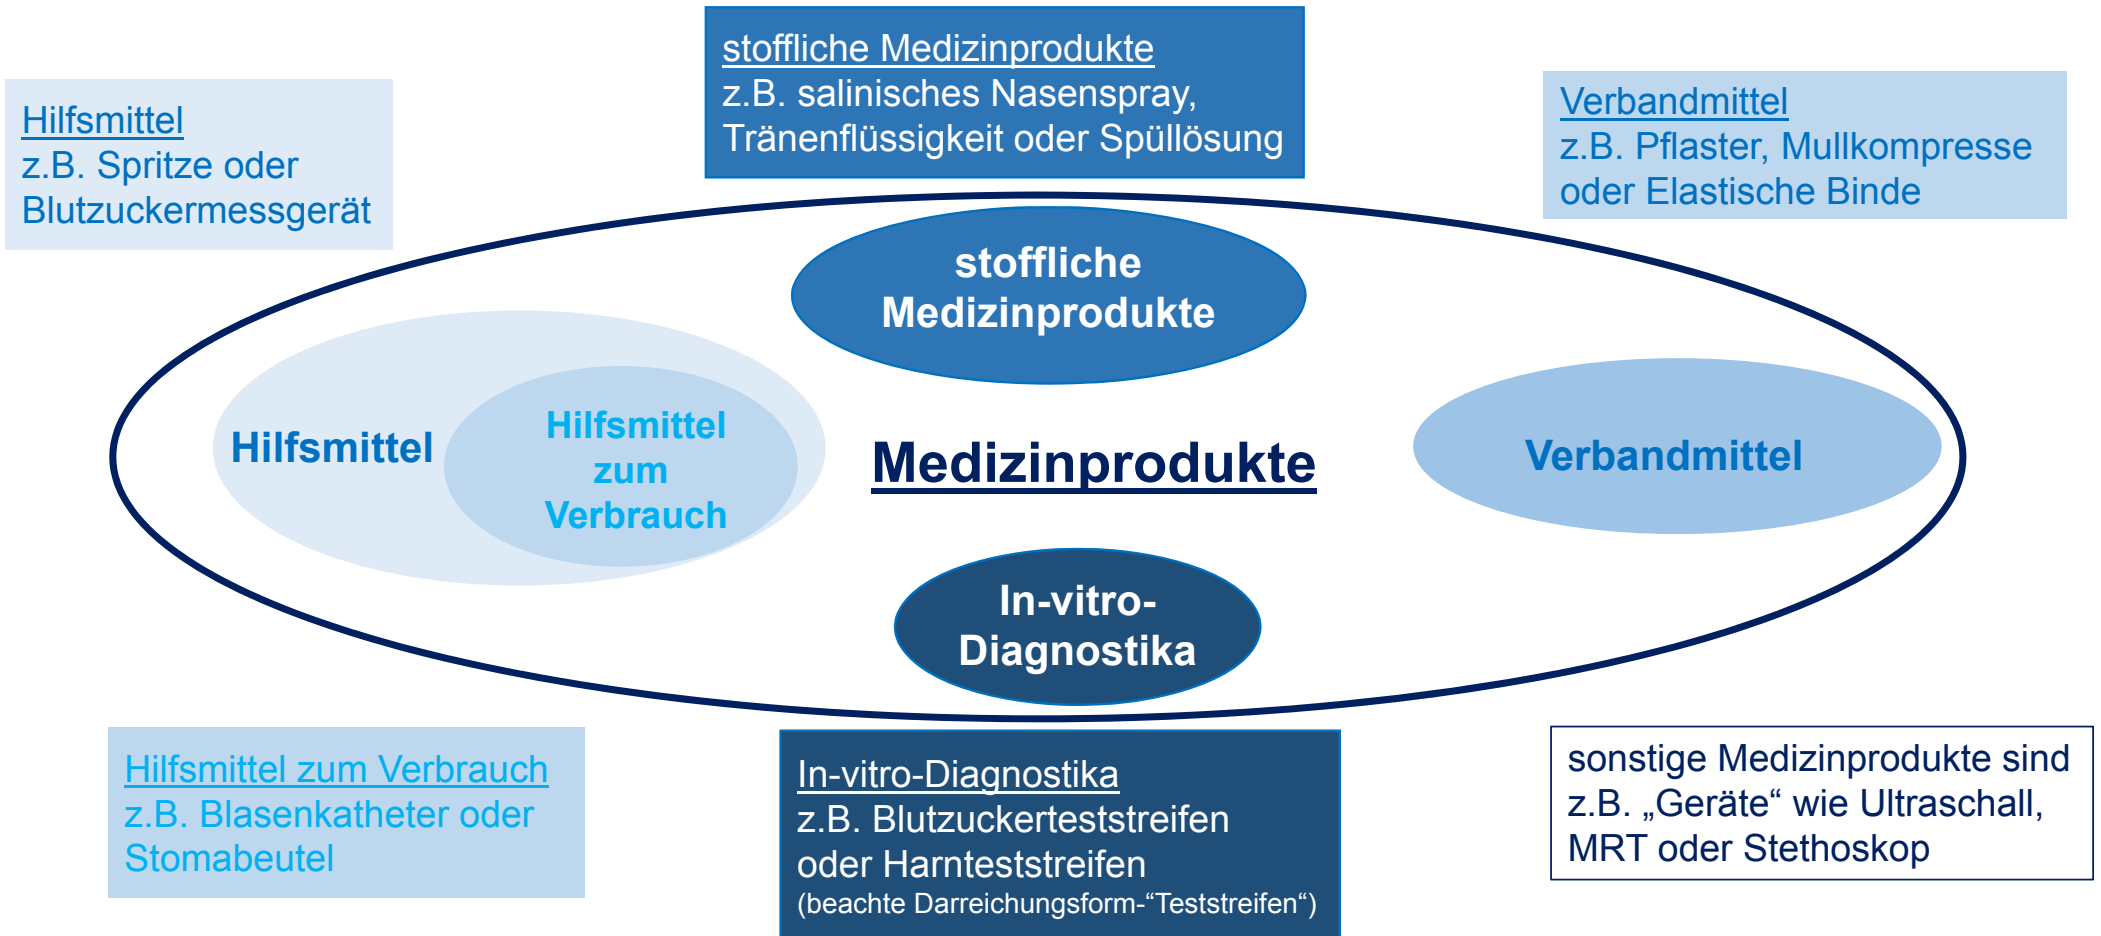 stoffliche Medizinprodukte
z.B. salinisches Nasenspray,
Tränenflüssigkeit oder Spüllösung
Hilfsmittel
z.B. Spritze oder
Blutzuckermessgerät
Verbandmittel
z.B. Pflaster, Mullkompresse
oder Elastische Binde
stoffliche
Medizinprodukte
Hilfsmittel
Hilfsmittel
zum
Verbrauch
Medizinprodukte
Verbandmittel
In-vitro-
Diagnostika
Hilfsmittel zum Verbrauch
z.B. Blasenkatheter oder
Stomabeutel
In-vitro-Diagnostika
z.B. Blutzuckerteststreifen
oder Harnteststreifen
(beachte Darreichungsform-“Teststreifen“)
sonstige Medizinprodukte sind
z.B. „Geräte“ wie Ultraschall,
MRT oder Stethoskop